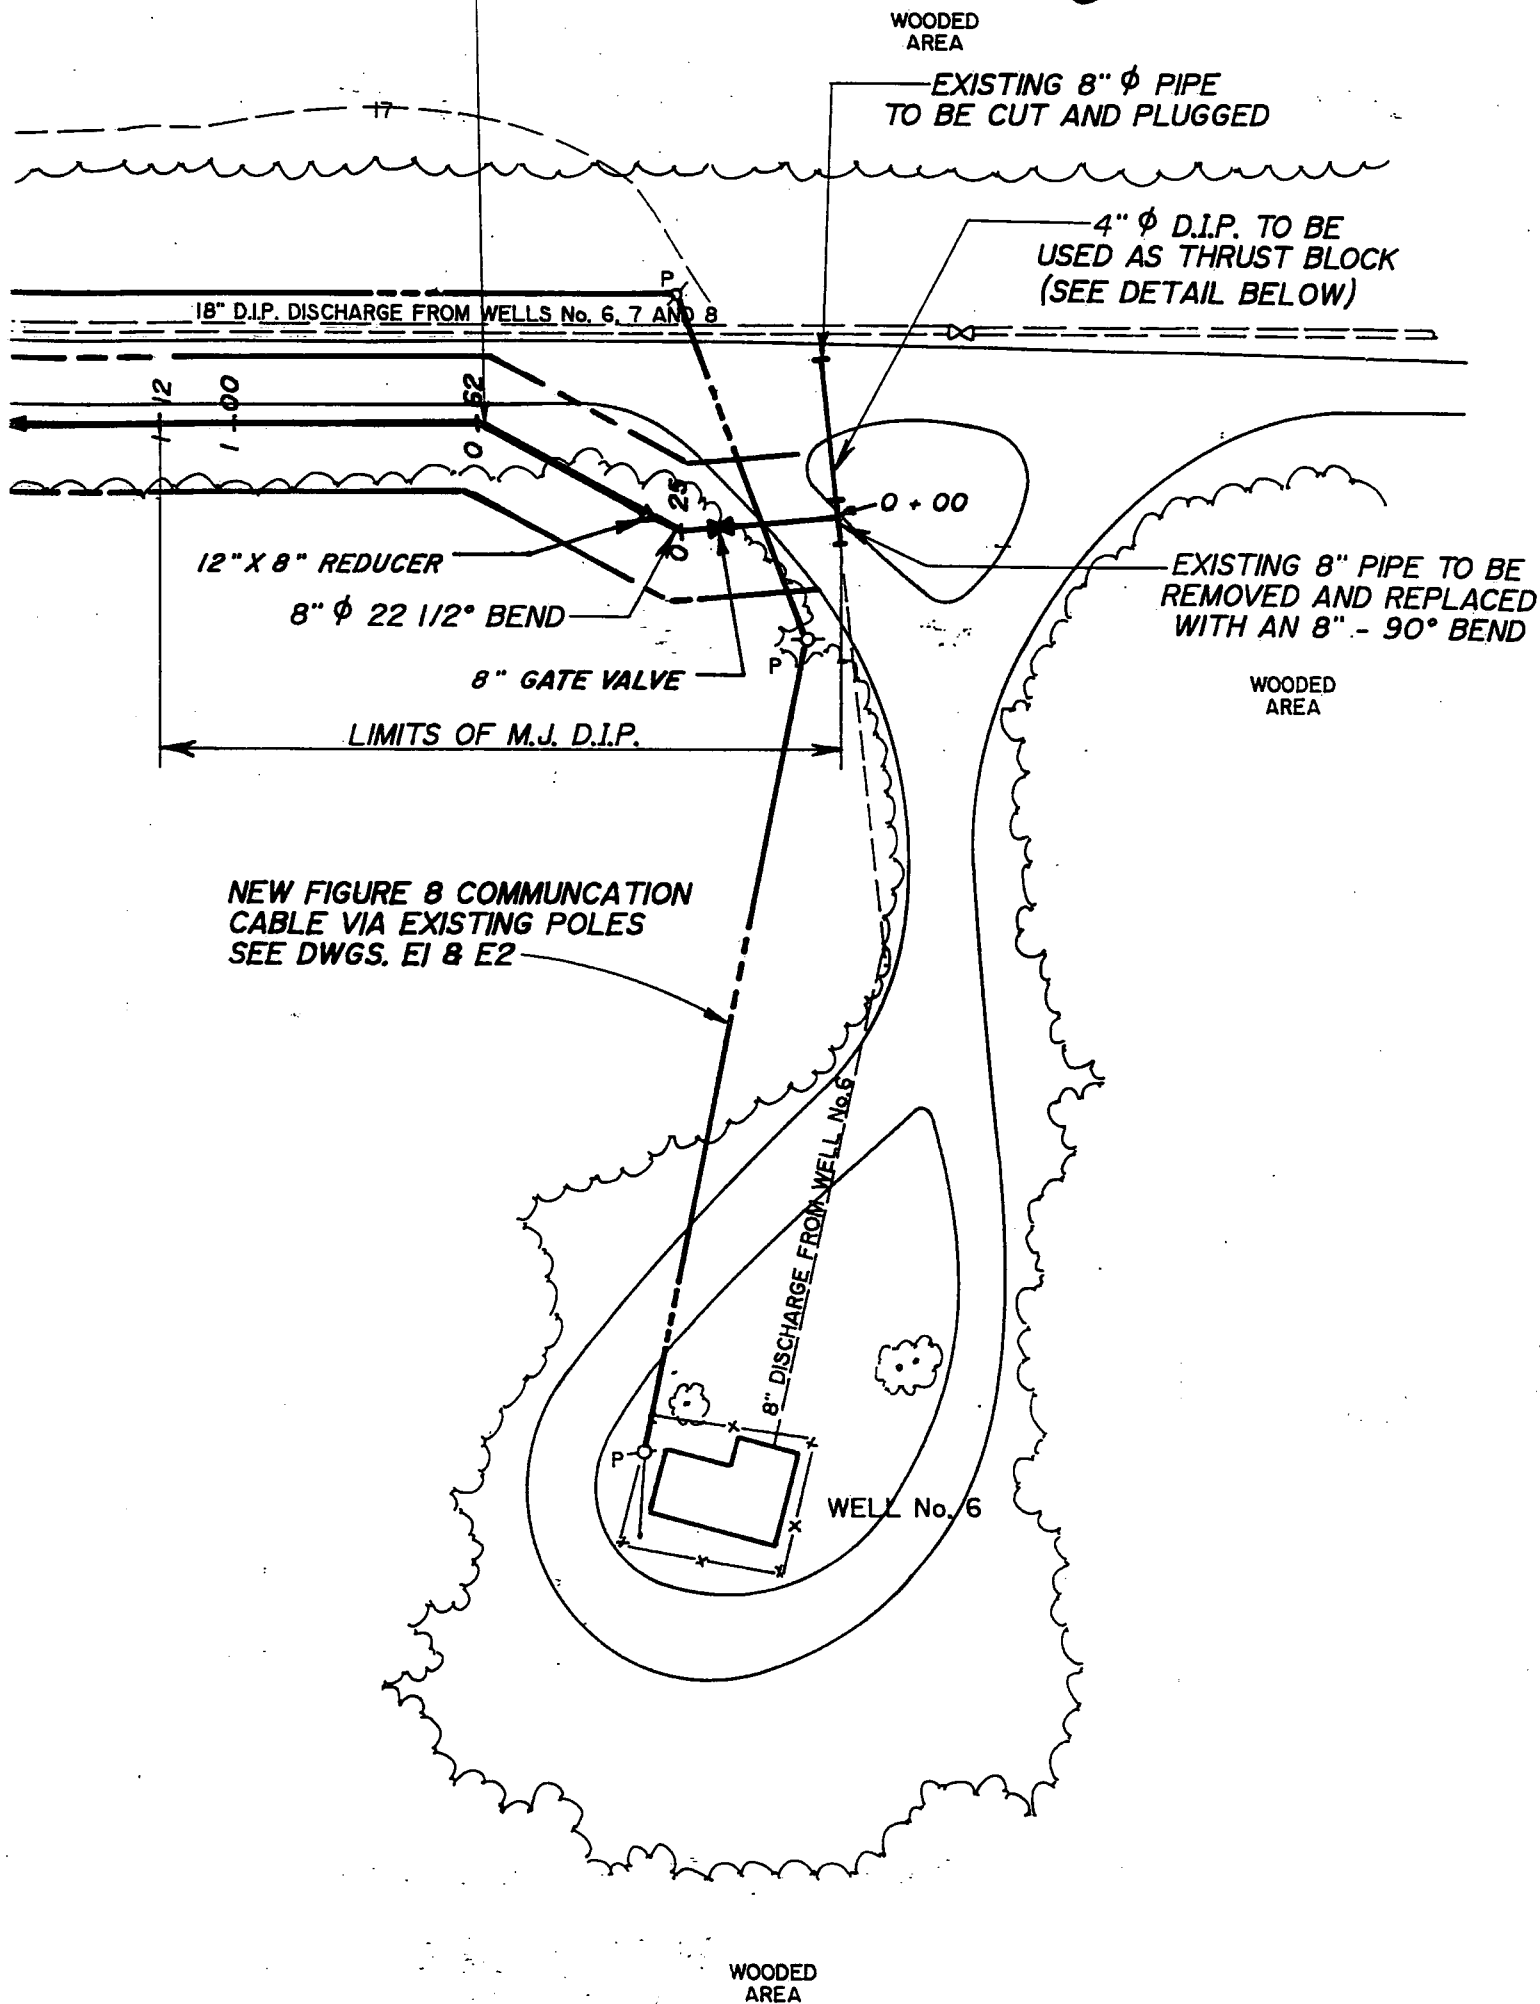 WOODED
AREA
EXISTING 8" φ PIPE
TO BE CUT AND PLUGGED
17
4" φ D.I.P. TO BE
USED AS THRUST BLOCK
(SEE DETAIL BELOW)
P
18" D.I.P. DISCHARGE FROM WELLS No. 6, 7 AND 8
1 12
1 00
0 62
0 25
0 + 00
12" X 8" REDUCER
8" φ 22 1/2° BEND
8" GATE VALVE
EXISTING 8" PIPE TO BE
REMOVED AND REPLACED
WITH AN 8" - 90° BEND
P
WOODED
AREA
LIMITS OF M.J. D.I.P.
NEW FIGURE 8 COMMUNCATION
CABLE VIA EXISTING POLES
SEE DWGS. E1 & E2
8" DISCHARGE FROM WELL No.6
P
WELL No. 6
WOODED
AREA